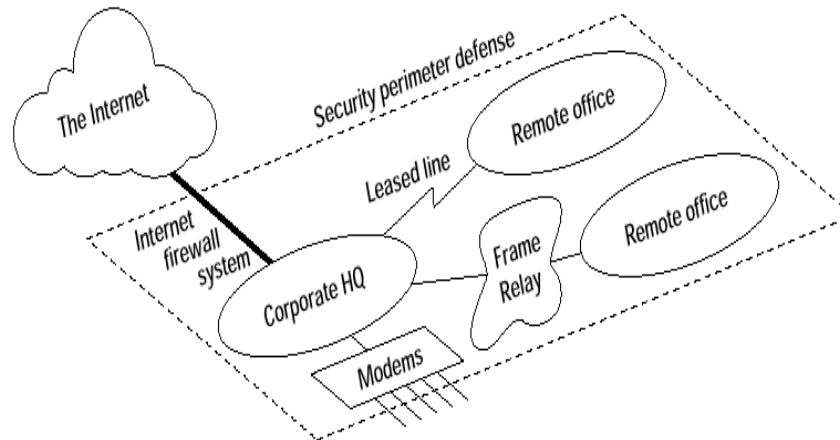 The Internet
Security perimeter defense
Remote office
Leased line
Remote office
Internet
firewall
system
Frame
Relay
Corporate HQ
Modems